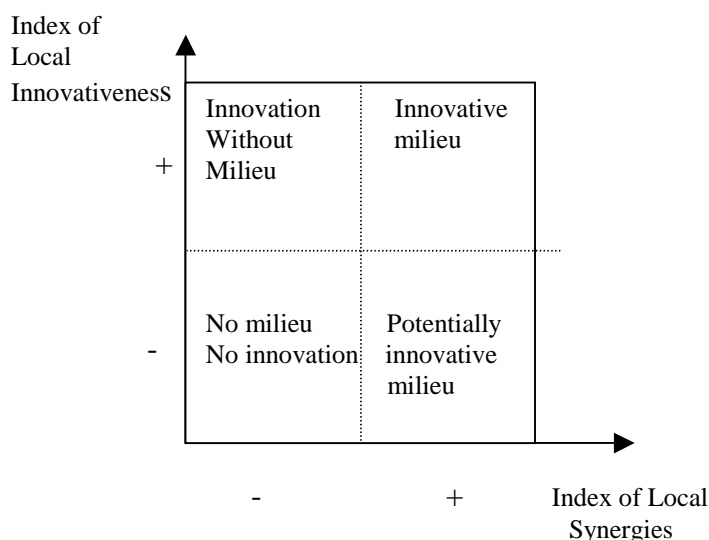 Index of
Local
Innovativeness
Innovation
Without
Milieu
Innovative
milieu
+
No milieu
No innovation
Potentially
innovative
milieu
-
-
+
Index of Local
Synergies